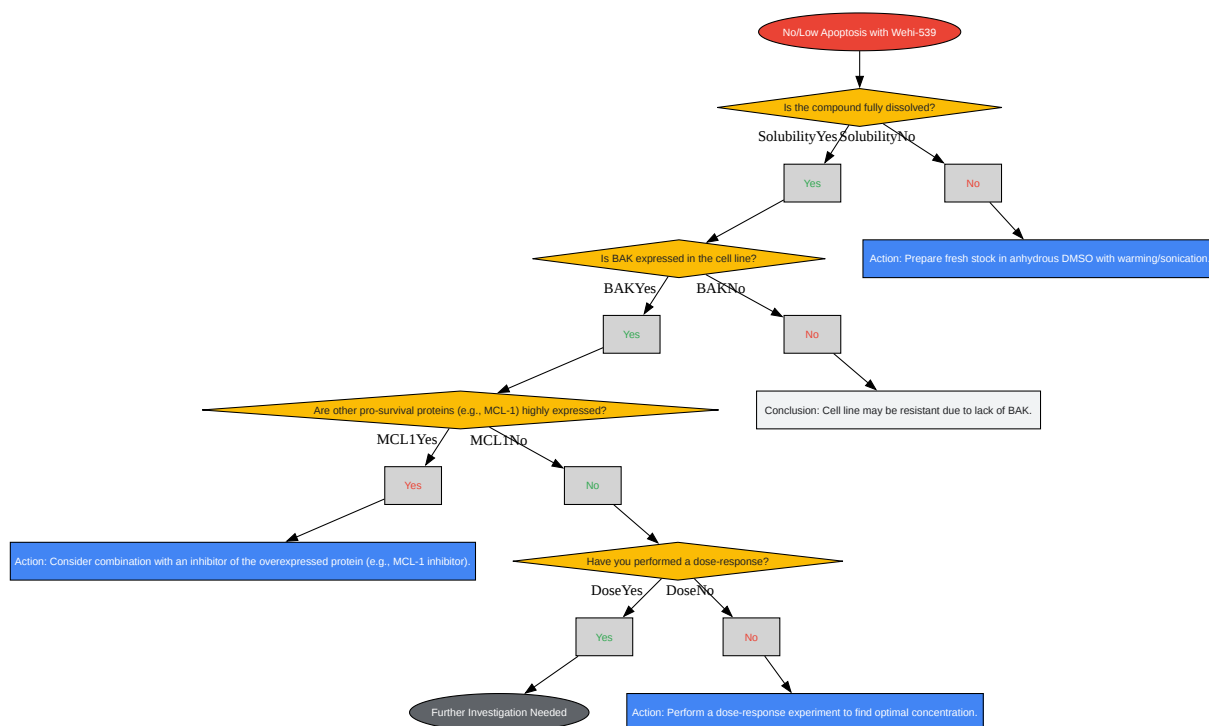 No/Low Apoptosis with Wehi-539
Is the compound fully dissolved?
SolubilityYes
SolubilityNo
Yes
No
Is BAK expressed in the cell line?
Action: Prepare fresh stock in anhydrous DMSO with warming/sonication.
BAKYes
BAKNo
Yes
No
Are other pro-survival proteins (e.g., MCL-1) highly expressed?
Conclusion: Cell line may be resistant due to lack of BAK.
MCL1Yes
MCL1No
Yes
No
Action: Consider combination with an inhibitor of the overexpressed protein (e.g., MCL-1 inhibitor).
Have you performed a dose-response?
DoseYes
DoseNo
Yes
No
Further Investigation Needed
Action: Perform a dose-response experiment to find optimal concentration.